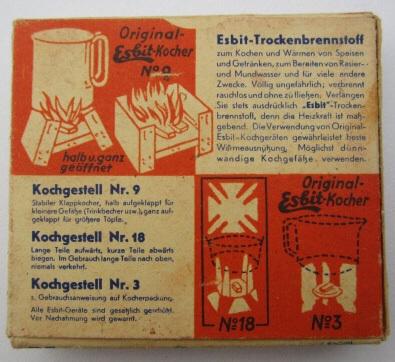 Original-
Esbit-Kocher
No 9
halb u. ganz
geöffnet
Esbit-Trockenbrennstoff
zum Kochen und Wärmen von Speisen
und Getränken, zum Bereiten von Rasier-
und Mundwasser und für viele andere
Zwecke. Völlig ungefährlich; verbrennt
rauchlos und ohne zu fließen. Verlangen
Sie stets ausdrücklich „Esbit"-Trocken-
brennstoff, denn die Heizkraft ist maß-
gebend. Die Verwendung von Original-
Esbit-Kochgeräten gewährleistet beste
Wärmeausnützung. Möglichst dünn-
wandige Kochgefäße verwenden.
Kochgestell Nr. 9
Stabiler Klappkocher, halb aufgeklappt für
kleinere Gefäße (Trinkbecher usw.), ganz auf-
geklappt für größere Töpfe.
Kochgestell Nr. 18
Lange Teile aufwärts, kurze Teile abwärts
biegen. Im Gebrauch lange Teile nach oben,
niemals verkehrt.
Kochgestell Nr. 3
s. Gebrauchsanweisung auf Kocherpackung.
Alle Esbit-Geräte sind gesetzlich geschützt.
Vor Nachahmung wird gewarnt.
Original-
Esbit-Kocher
No 18
No 3